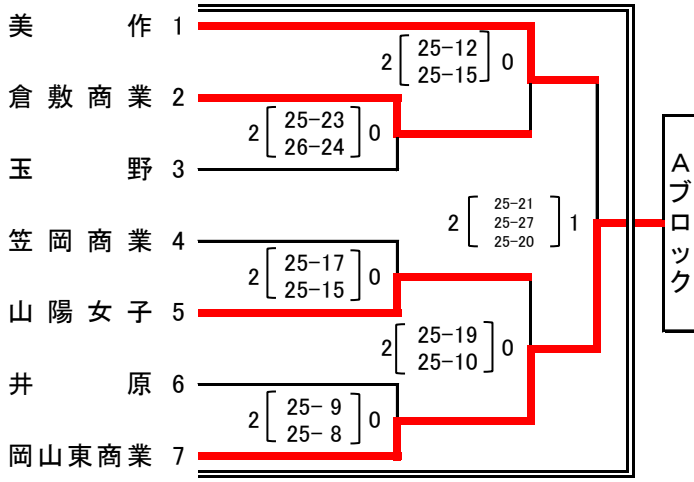 美作 1
2 [25-12 25-15] 0
倉敷商業 2
2 [25-23 26-24] 0
玉野 3
Aブロック
2 [25-21 25-27 25-20] 1
笠岡商業 4
2 [25-17 25-15] 0
山陽女子 5
2 [25-19 25-10] 0
井原 6
2 [25- 9 25- 8] 0
岡山東商業 7